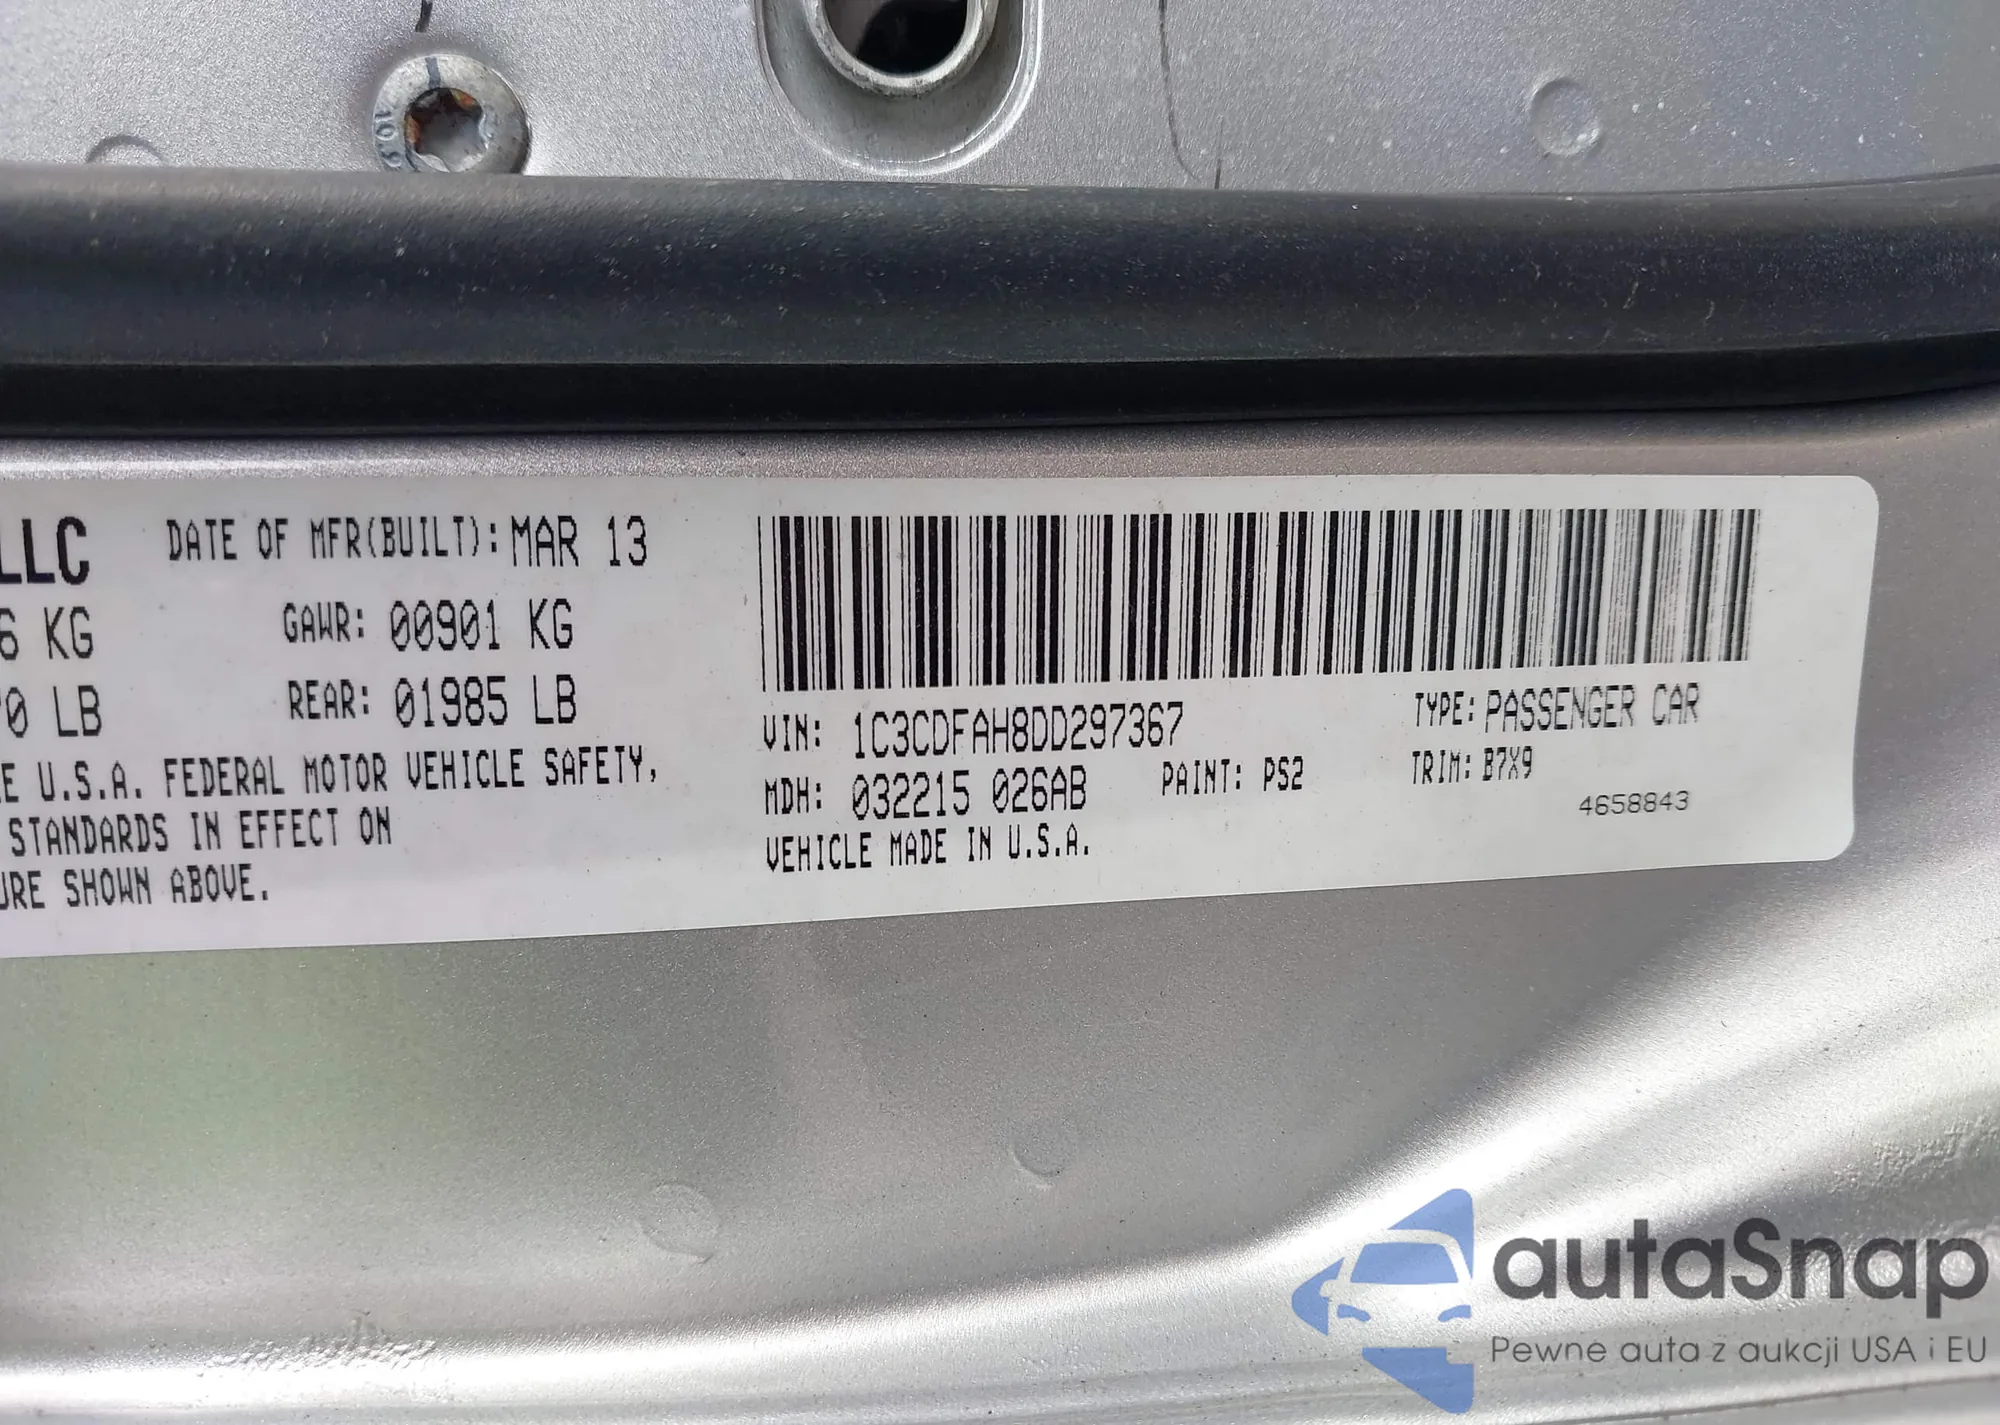 10.9
LLC DATE OF MFR(BUILT): MAR 13
6 KG GAWR: 00901 KG
0 LB REAR: 01985 LB
E U.S.A. FEDERAL MOTOR VEHICLE SAFETY,
STANDARDS IN EFFECT ON
URE SHOWN ABOVE.
VIN: 1C3CDFAH8DD297367 TYPE: PASSENGER CAR
MDH: 032215 026AB PAINT: PS2 TRIM: B7X9
4658843
VEHICLE MADE IN U.S.A.
autaSnap
Pewne auta z aukcji USA i EU